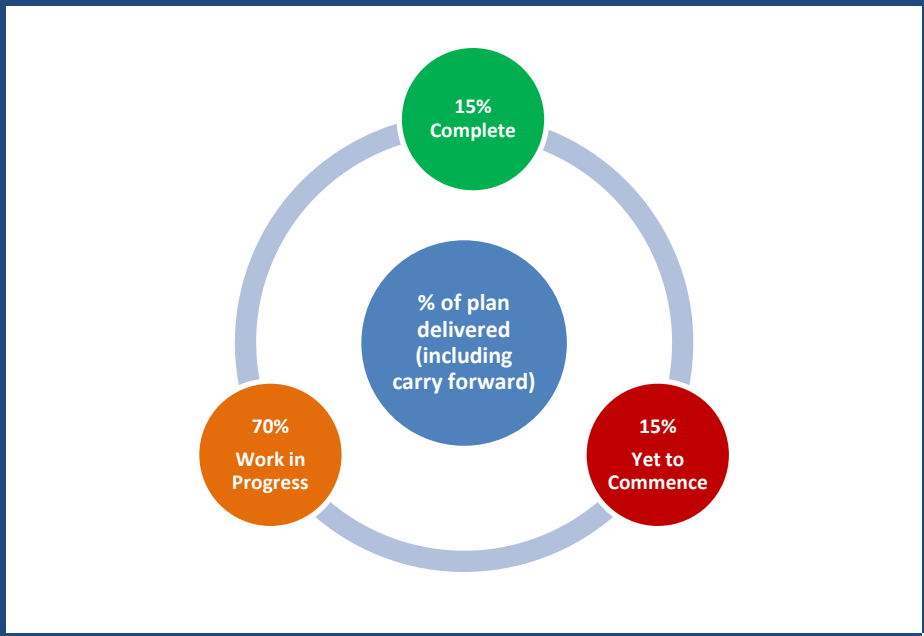 15%
Complete
% of plan
delivered
(including
carry forward)
70%
Work in
Progress
15%
Yet to
Commence